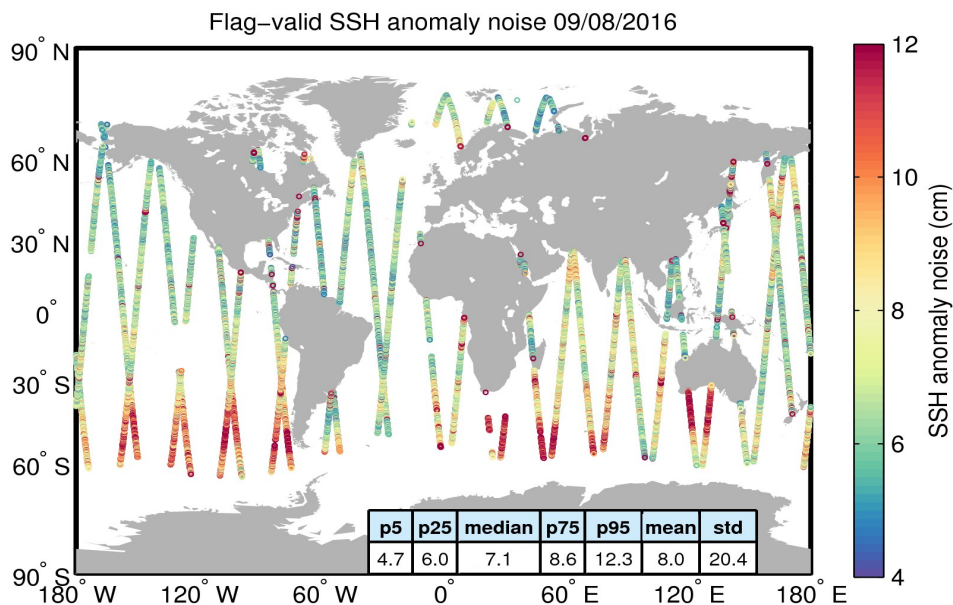 Flag–valid SSH anomaly noise 09/08/2016
90° N
60° N
30° N
0°
30° S
60° S
90° S
180° W
120° W
60° W
0°
60° E
120° E
180° E
p5 p25 median p75 p95 mean std
4.7 6.0 7.1 8.6 12.3 8.0 20.4
12
10
8
6
4
SSH anomaly noise (cm)